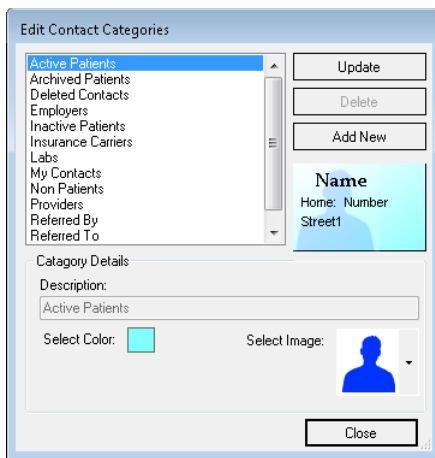 Edit Contact Categories
Active Patients
Archived Patients
Deleted Contacts
Employers
Inactive Patients
Insurance Carriers
Labs
My Contacts
Non Patients
Providers
Referred By
Referred To
Update
Delete
Add New
Name
Home: Number
Street1
Catagory Details
Description:
Active Patients
Select Color:
Select Image:
Close